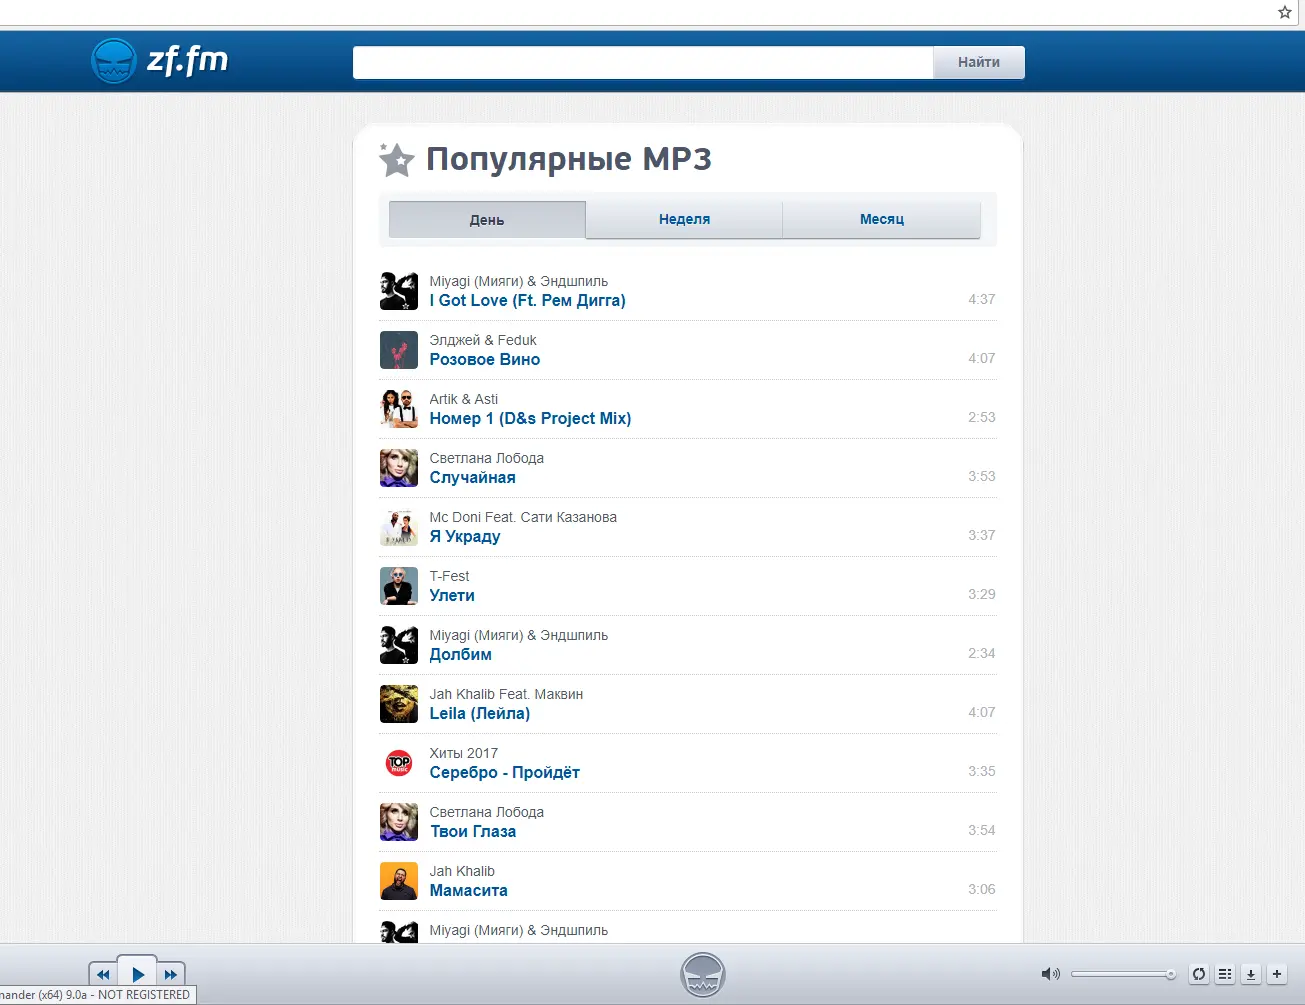 zf.fm
Найти
Популярные MP3
День
Неделя
Месяц
Miyagi (Мияги) & Эндшпиль
I Got Love (Ft. Рем Дигга)
4:37
Элджей & Feduk
Розовое Вино
4:07
Artik & Asti
Номер 1 (D&s Project Mix)
2:53
Светлана Лобода
Случайная
3:53
Mc Doni Feat. Сати Казанова
Я Украду
3:37
T-Fest
Улети
3:29
Miyagi (Мияги) & Эндшпиль
Долбим
2:34
Jah Khalib Feat. Маквин
Leila (Лейла)
4:07
TOP
MUSIC
Хиты 2017
Серебро - Пройдёт
3:35
Светлана Лобода
Твои Глаза
3:54
Jah Khalib
Мамасита
3:06
Miyagi (Мияги) & Эндшпиль
mander (x64) 9.0a - NOT REGISTERED